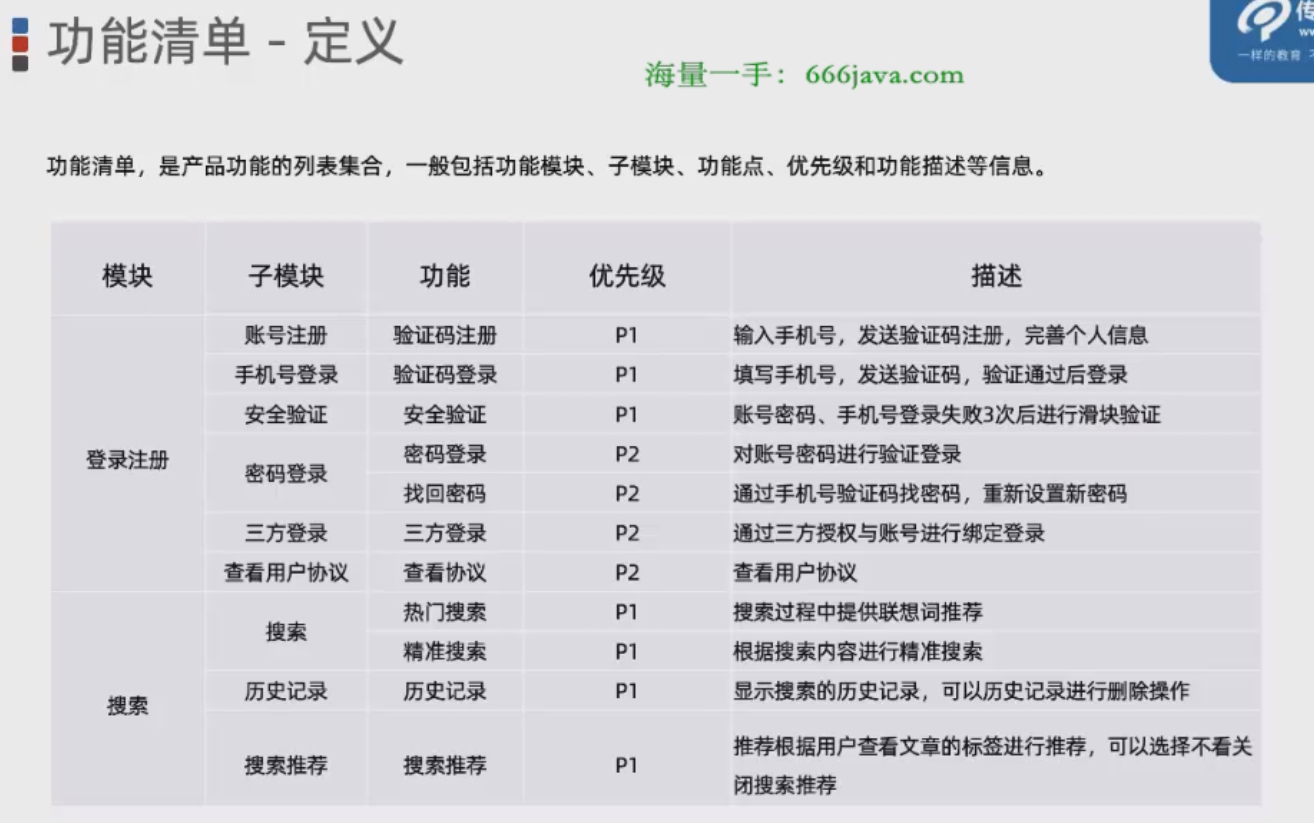 功能清单 - 定义
海量一手：666java.com
一样的教育
功能清单，是产品功能的列表集合，一般包括功能模块、子模块、功能点、优先级和功能描述等信息。
模块 子模块 功能 优先级 描述
登录注册 账号注册 验证码注册 P1 输入手机号，发送验证码注册，完善个人信息
手机号登录 验证码登录 P1 填写手机号，发送验证码，验证通过后登录
安全验证 安全验证 P1 账号密码、手机号登录失败3次后进行滑块验证
密码登录 密码登录 P2 对账号密码进行验证登录
找回密码 P2 通过手机号验证码找密码，重新设置新密码
三方登录 三方登录 P2 通过三方授权与账号进行绑定登录
查看用户协议 查看协议 P2 查看用户协议
搜索 搜索 热门搜索 P1 搜索过程中提供联想词推荐
精准搜索 P1 根据搜索内容进行精准搜索
历史记录 历史记录 P1 显示搜索的历史记录，可以历史记录进行删除操作
搜索推荐 搜索推荐 P1 推荐根据用户查看文章的标签进行推荐，可以选择不看关
闭搜索推荐